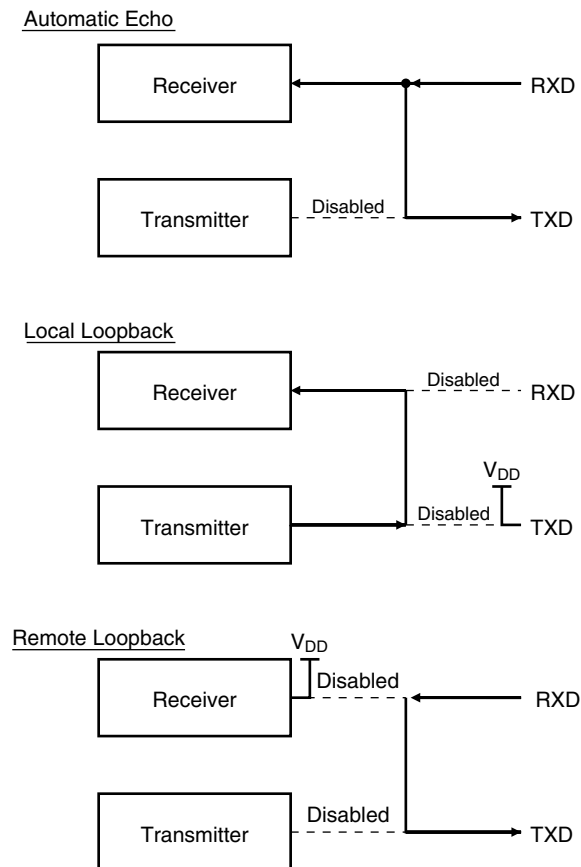 Automatic Echo
Receiver
RXD
Transmitter
Disabled
TXD
Local Loopback
Receiver
Disabled
RXD
VDD
Transmitter
Disabled
TXD
Remote Loopback
VDD
Receiver
Disabled
RXD
Transmitter
Disabled
TXD